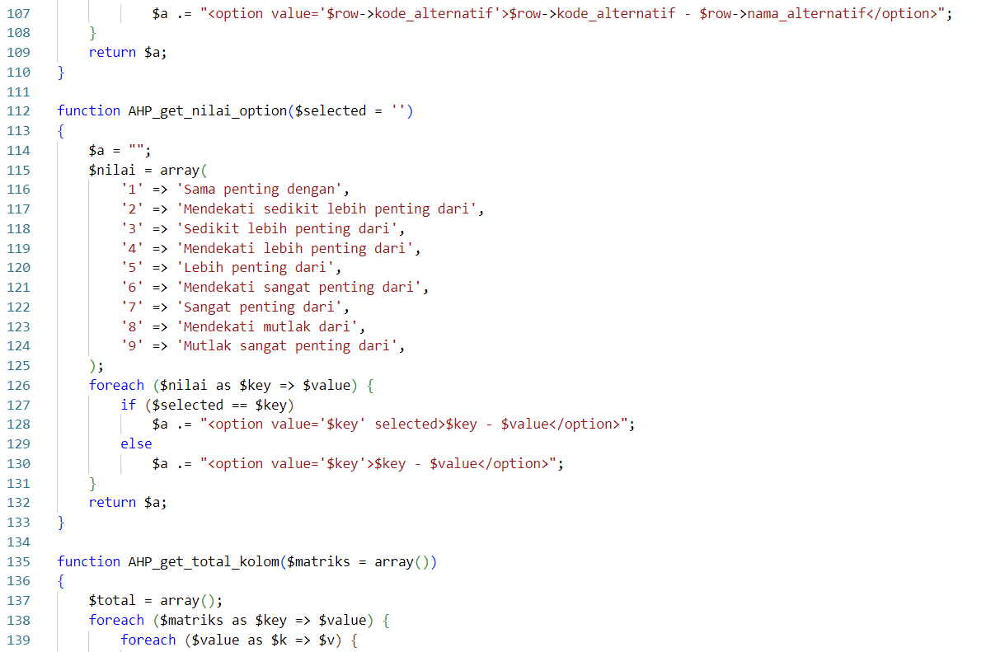 107 $a .= "<option value='$row->kode_alternatif'>$row->kode_alternatif - $row->nama_alternatif</option>";
108 }
109 return $a;
110 }
111
112 function AHP_get_nilai_option($selected = '')
113 {
114 $a = "";
115 $nilai = array(
116 '1' => 'Sama penting dengan',
117 '2' => 'Mendekati sedikit lebih penting dari',
118 '3' => 'Sedikit lebih penting dari',
119 '4' => 'Mendekati lebih penting dari',
120 '5' => 'Lebih penting dari',
121 '6' => 'Mendekati sangat penting dari',
122 '7' => 'Sangat penting dari',
123 '8' => 'Mendekati mutlak dari',
124 '9' => 'Mutlak sangat penting dari',
125 );
126 foreach ($nilai as $key => $value) {
127 if ($selected == $key)
128 $a .= "<option value='$key' selected>$key - $value</option>";
129 else
130 $a .= "<option value='$key'>$key - $value</option>";
131 }
132 return $a;
133 }
134
135 function AHP_get_total_kolom($matriks = array())
136 {
137 $total = array();
138 foreach ($matriks as $key => $value) {
139 foreach ($value as $k => $v) {